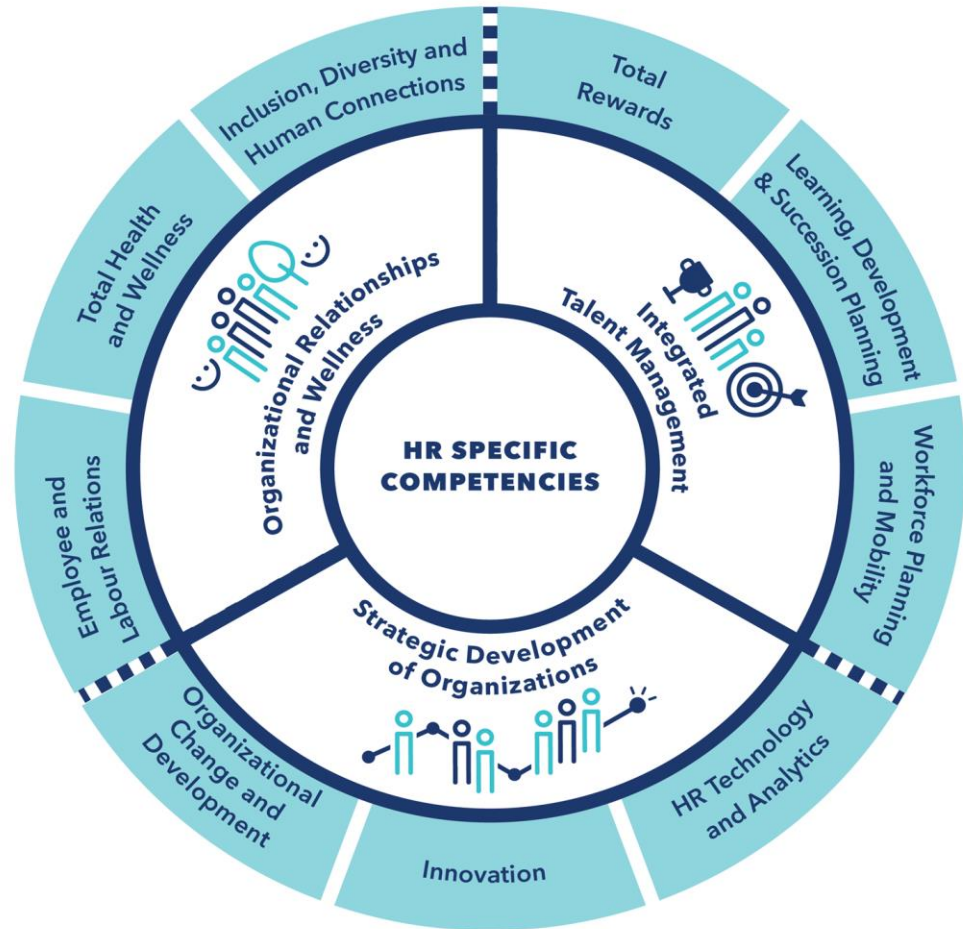 HR SPECIFIC
COMPETENCIES
Organizational Relationships
and Wellness
Integrated
Talent Management
Strategic Development
of Organizations
Inclusion, Diversity and
Human Connections
Total
Rewards
Learning, Development
& Succession Planning
Workforce Planning
and Mobility
HR Technology
and Analytics
Innovation
Organizational
Change and
Development
Employee and
Labour Relations
Total Health
and Wellness